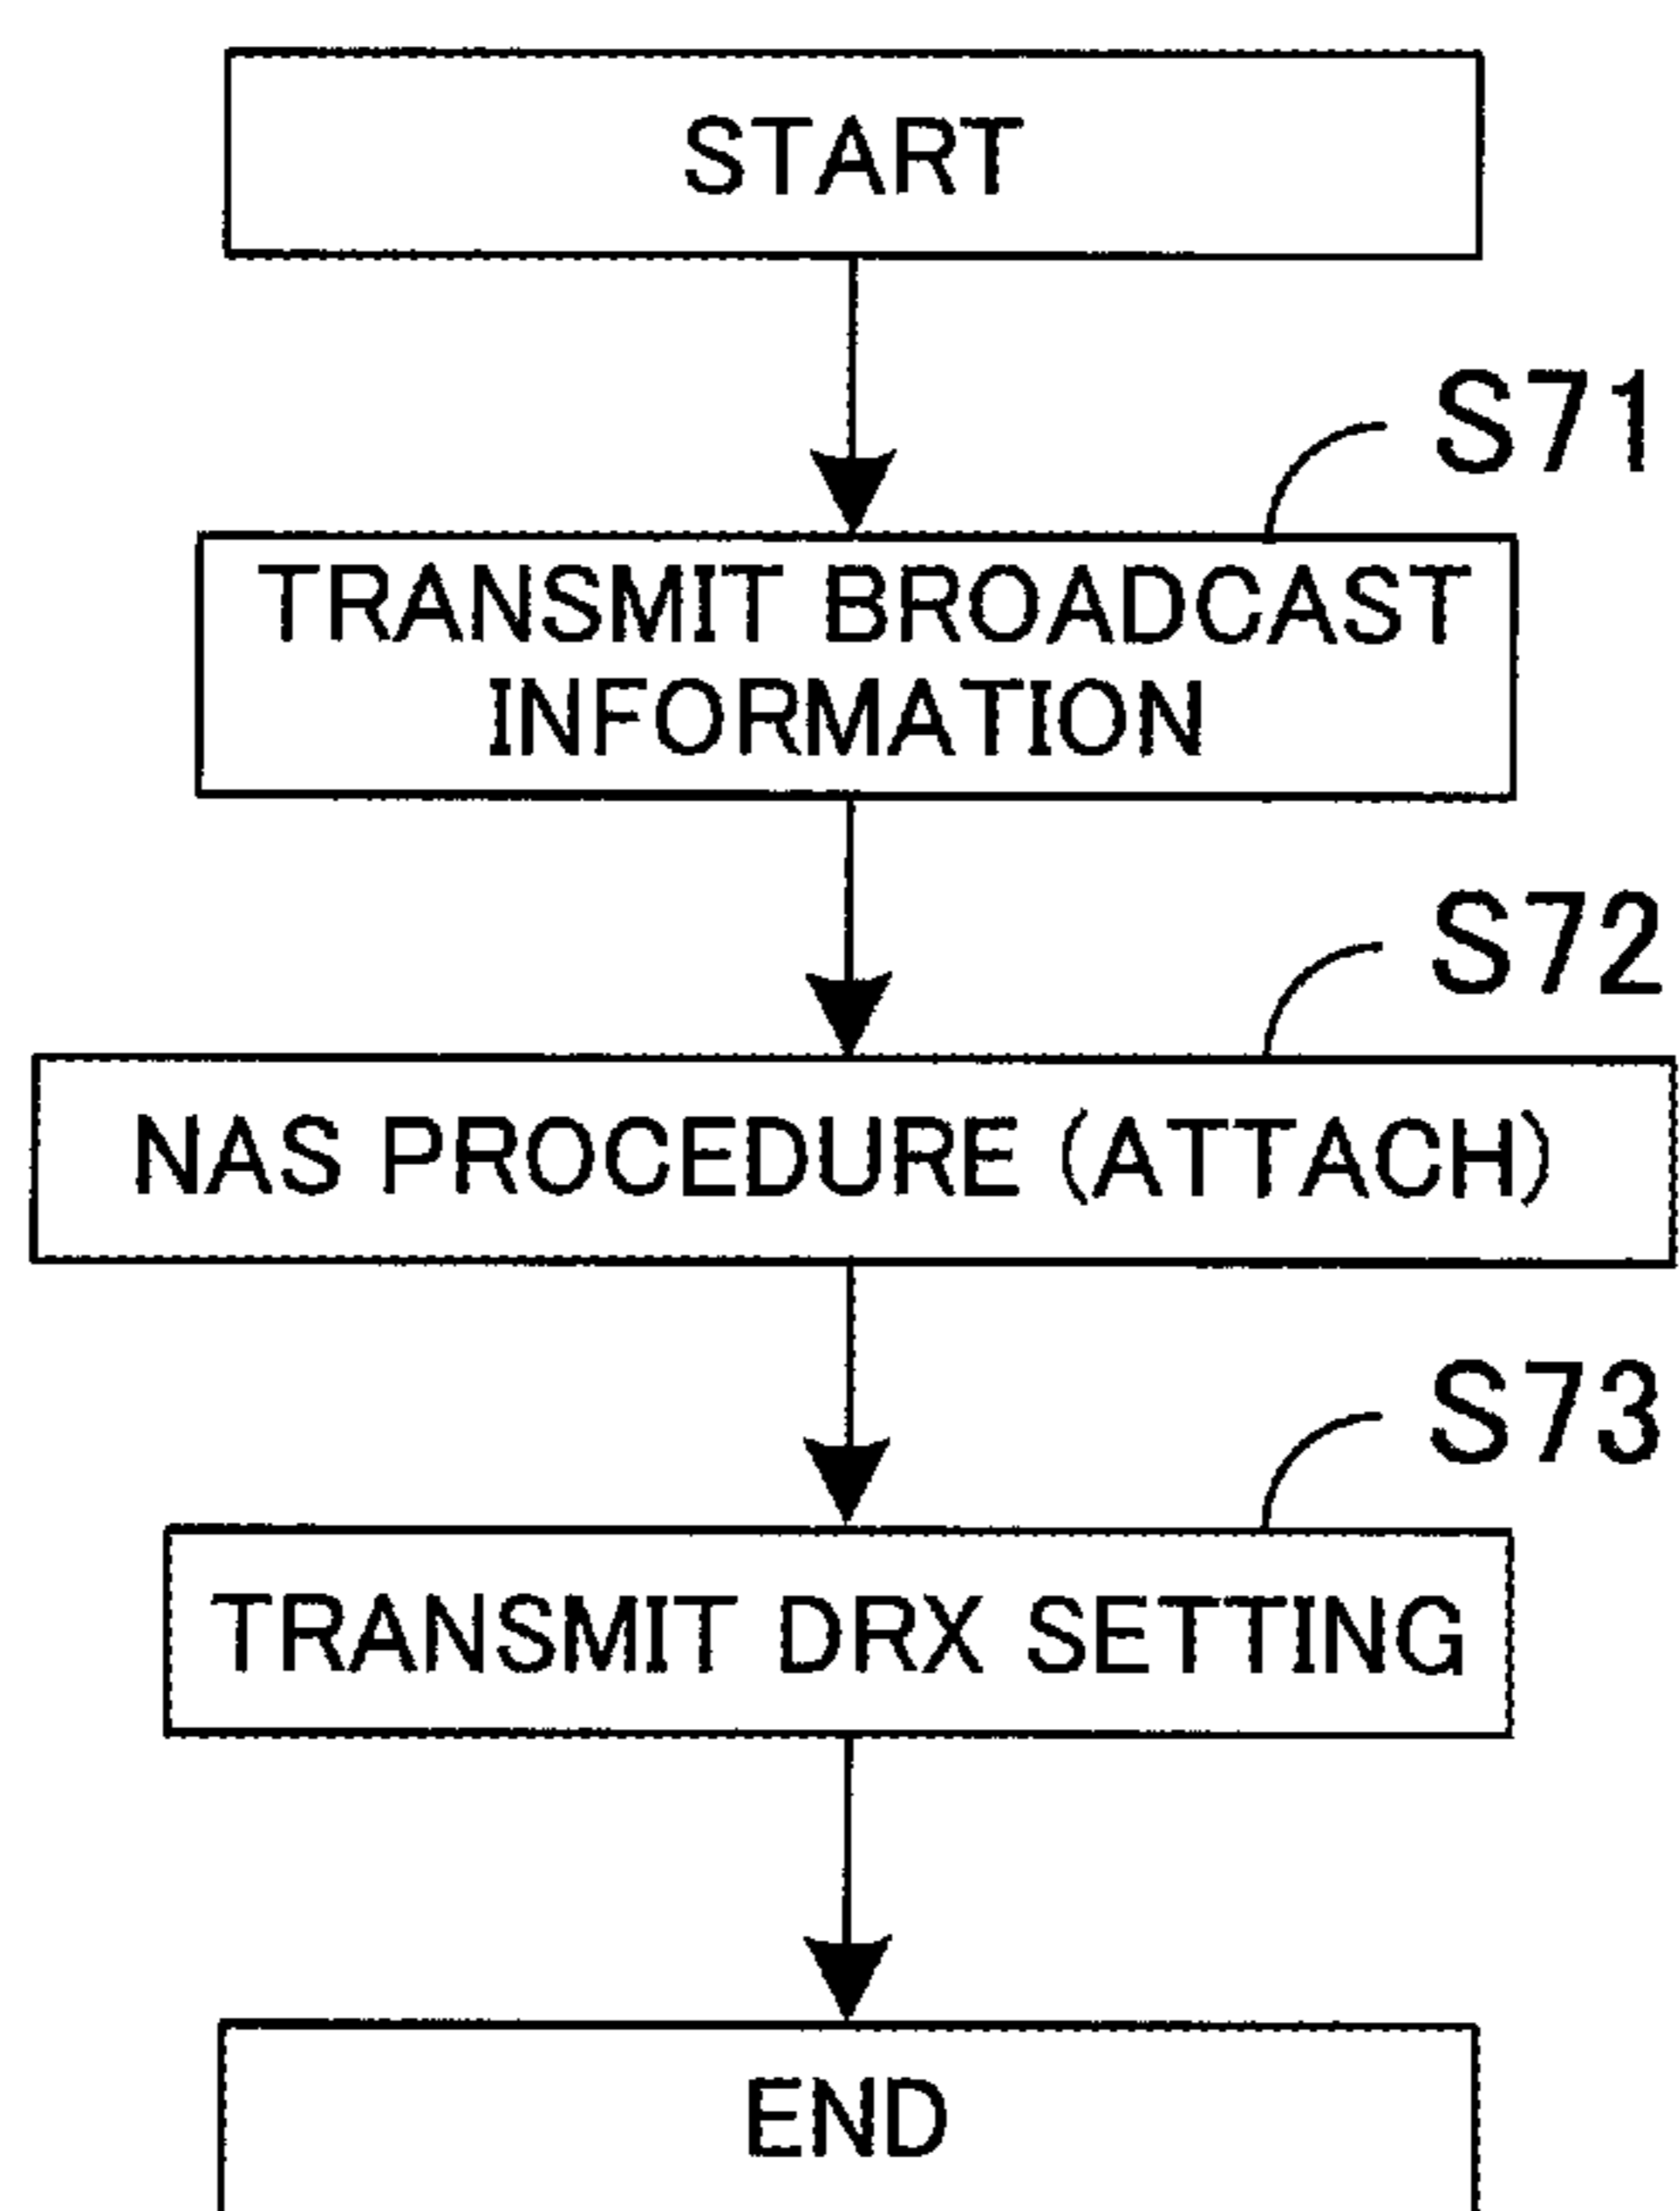 START
S71
TRANSMIT BROADCAST
INFORMATION
S72
NAS PROCEDURE (ATTACH)
S73
TRANSMIT DRX SETTING
END